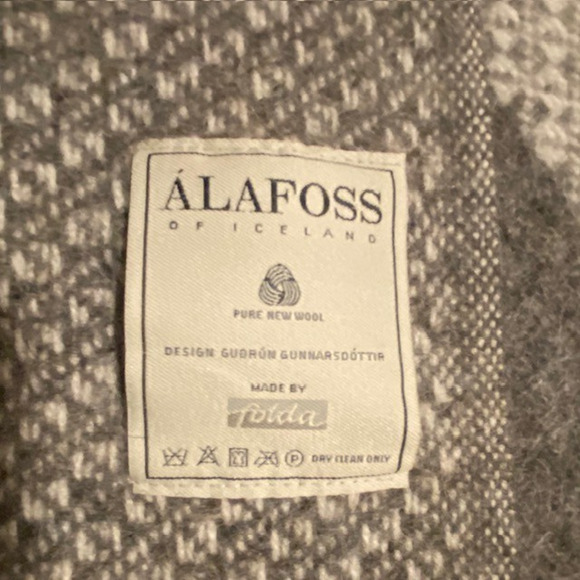 ÁLAFOSS
OF ICELAND
PURE NEW WOOL
DESIGN GUÐRÚN GUNNARSDÓTTIR
MADE BY
folda
P DRY CLEAN ONLY